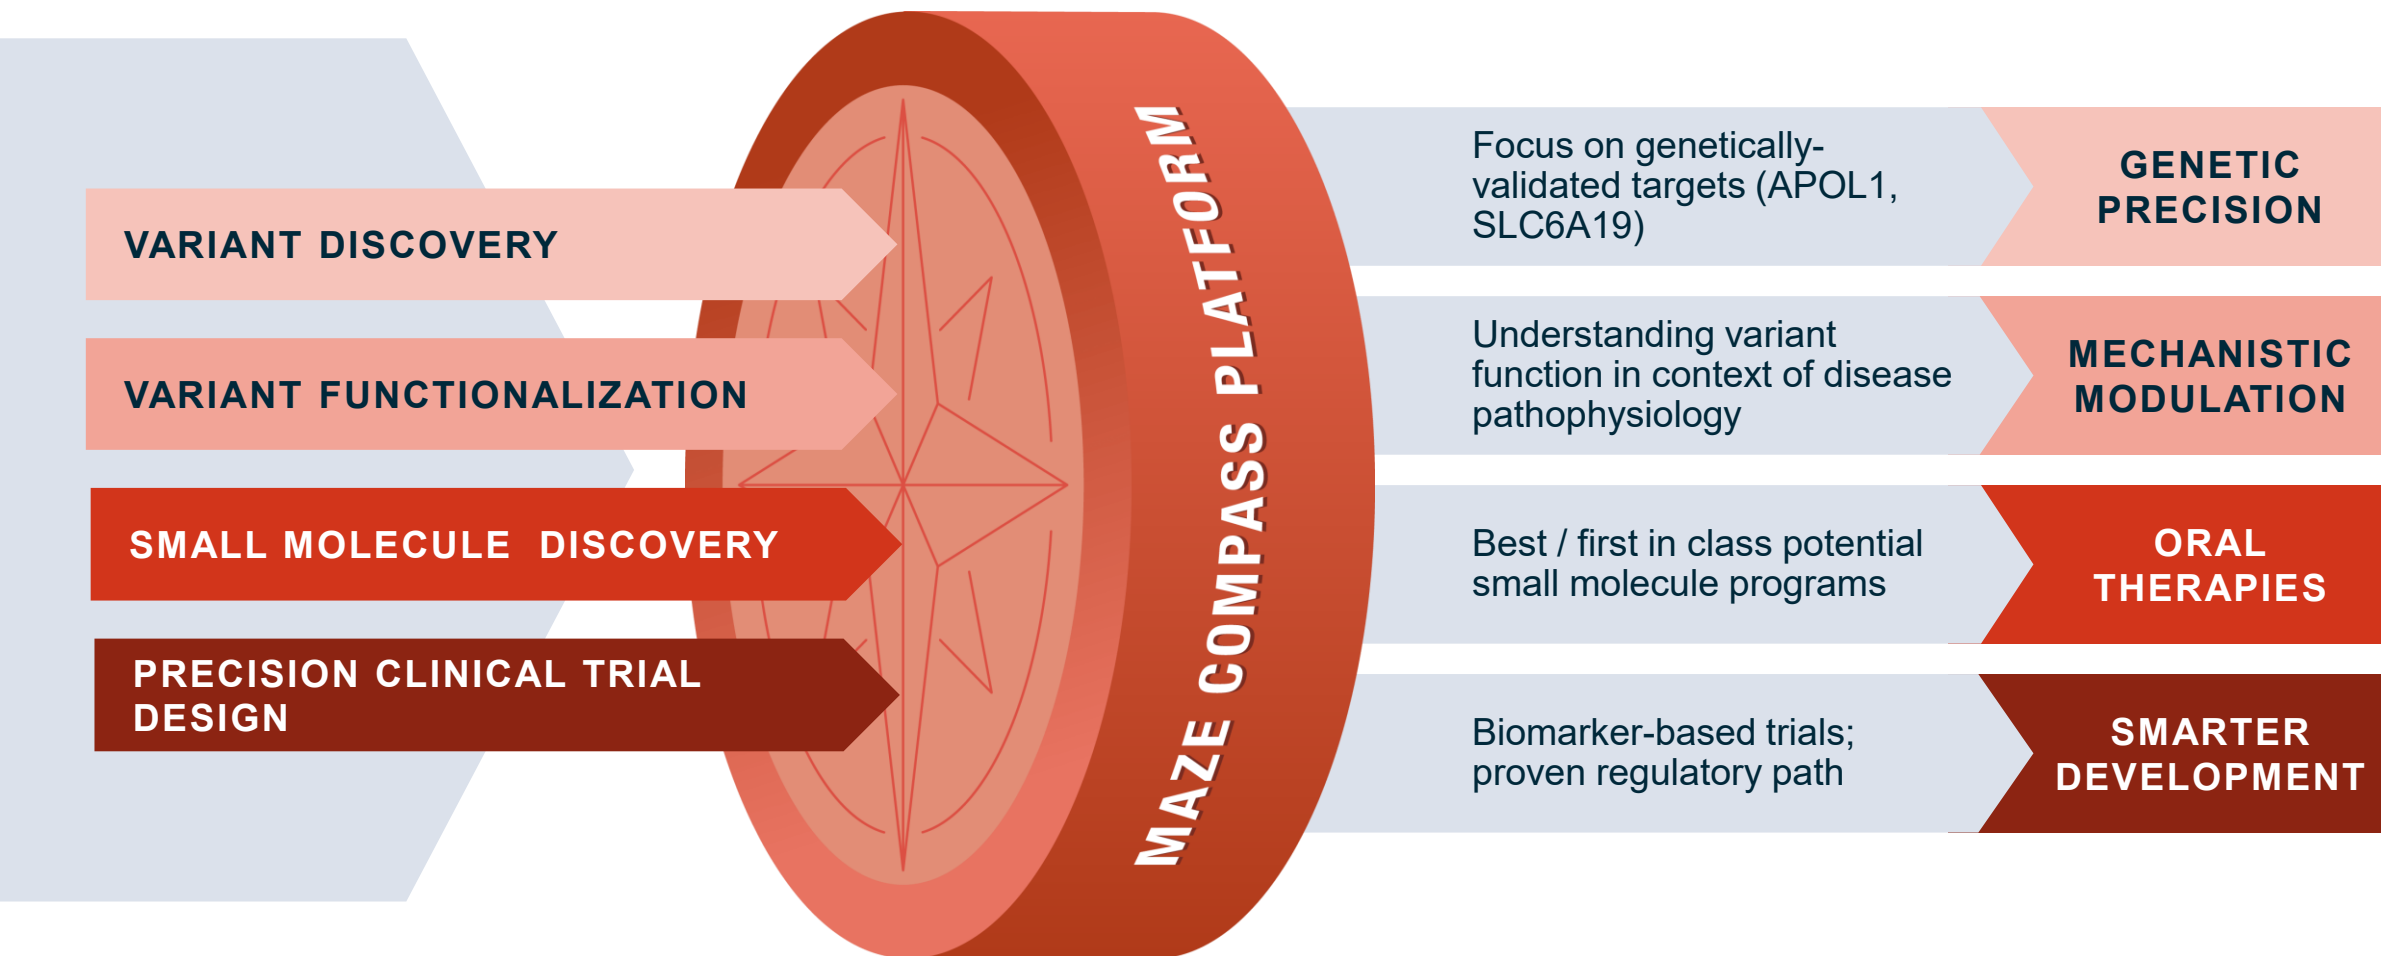 VARIANT DISCOVERY
VARIANT FUNCTIONALIZATION
SMALL MOLECULE  DISCOVERY
PRECISION CLINICAL TRIAL
DESIGN
MAZE COMPASS PLATFORM
Focus on genetically-
validated targets (APOL1,
SLC6A19)
GENETIC
PRECISION
Understanding variant
function in context of disease
pathophysiology
MECHANISTIC
MODULATION
Best / first in class potential
small molecule programs
ORAL
THERAPIES
Biomarker-based trials;
proven regulatory path
SMARTER
DEVELOPMENT